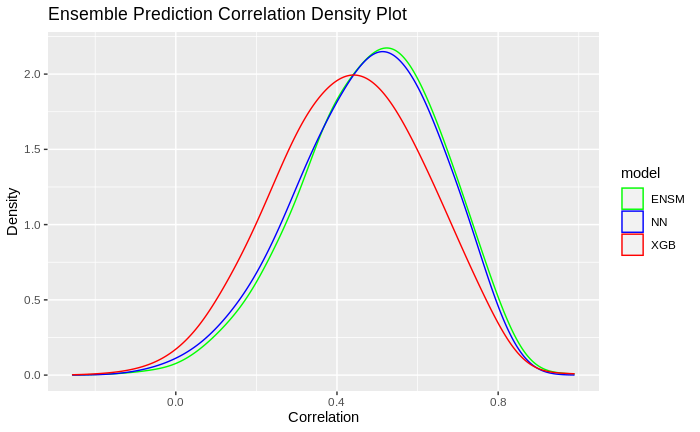 Ensemble Prediction Correlation Density Plot
Density
2.0
1.5
1.0
0.5
0.0
0.0 0.4 0.8
Correlation
model
ENSM
NN
XGB